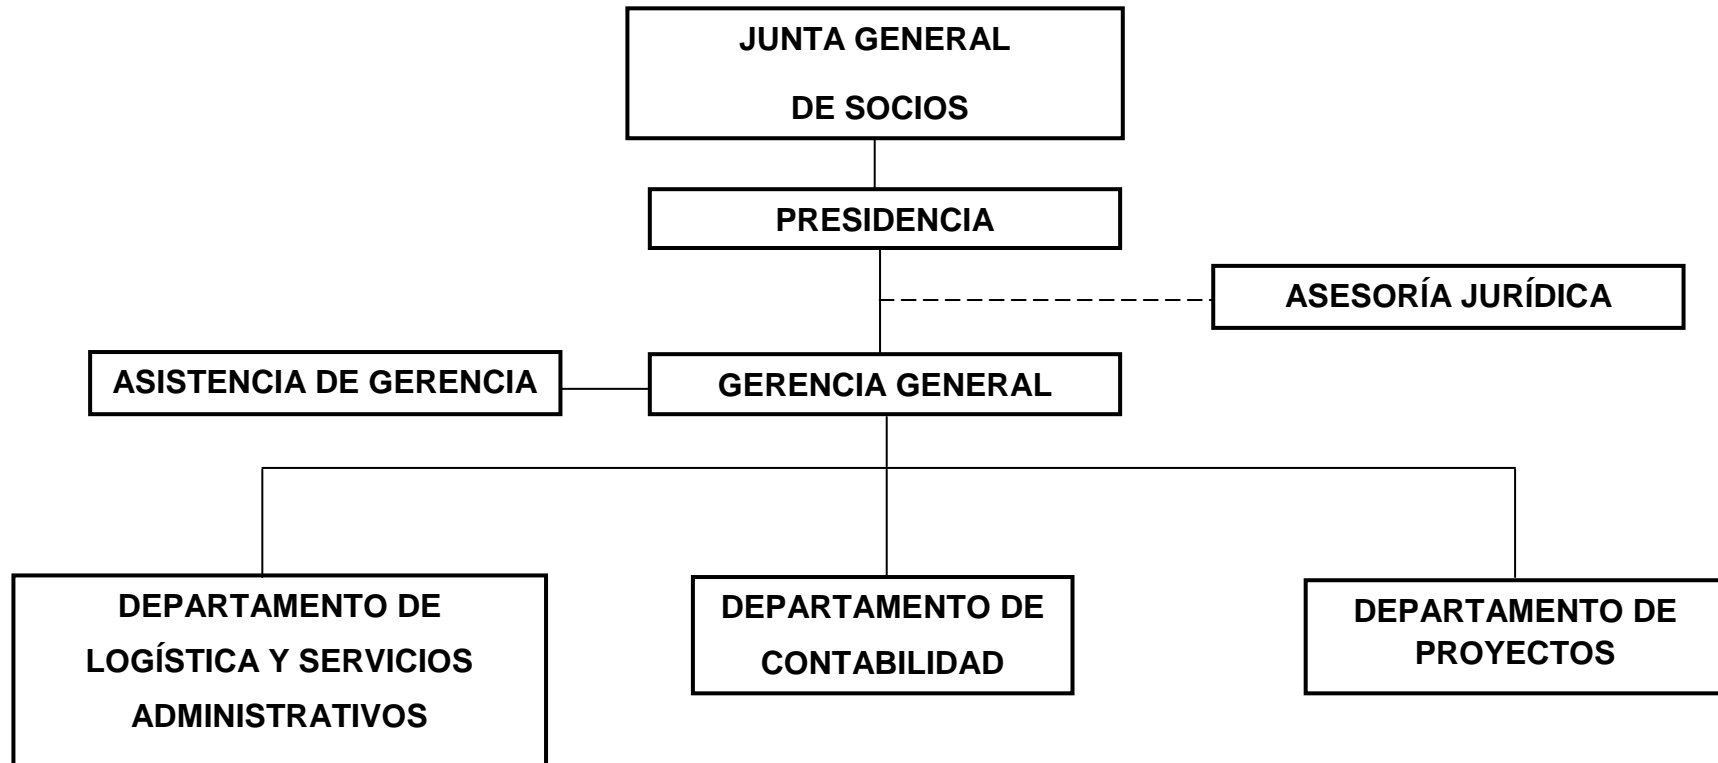 JUNTA GENERAL
DE SOCIOS
PRESIDENCIA
ASESORÍA JURÍDICA
ASISTENCIA DE GERENCIA
GERENCIA GENERAL
DEPARTAMENTO DE
LOGÍSTICA Y SERVICIOS
ADMINISTRATIVOS
DEPARTAMENTO DE
CONTABILIDAD
DEPARTAMENTO DE
PROYECTOS